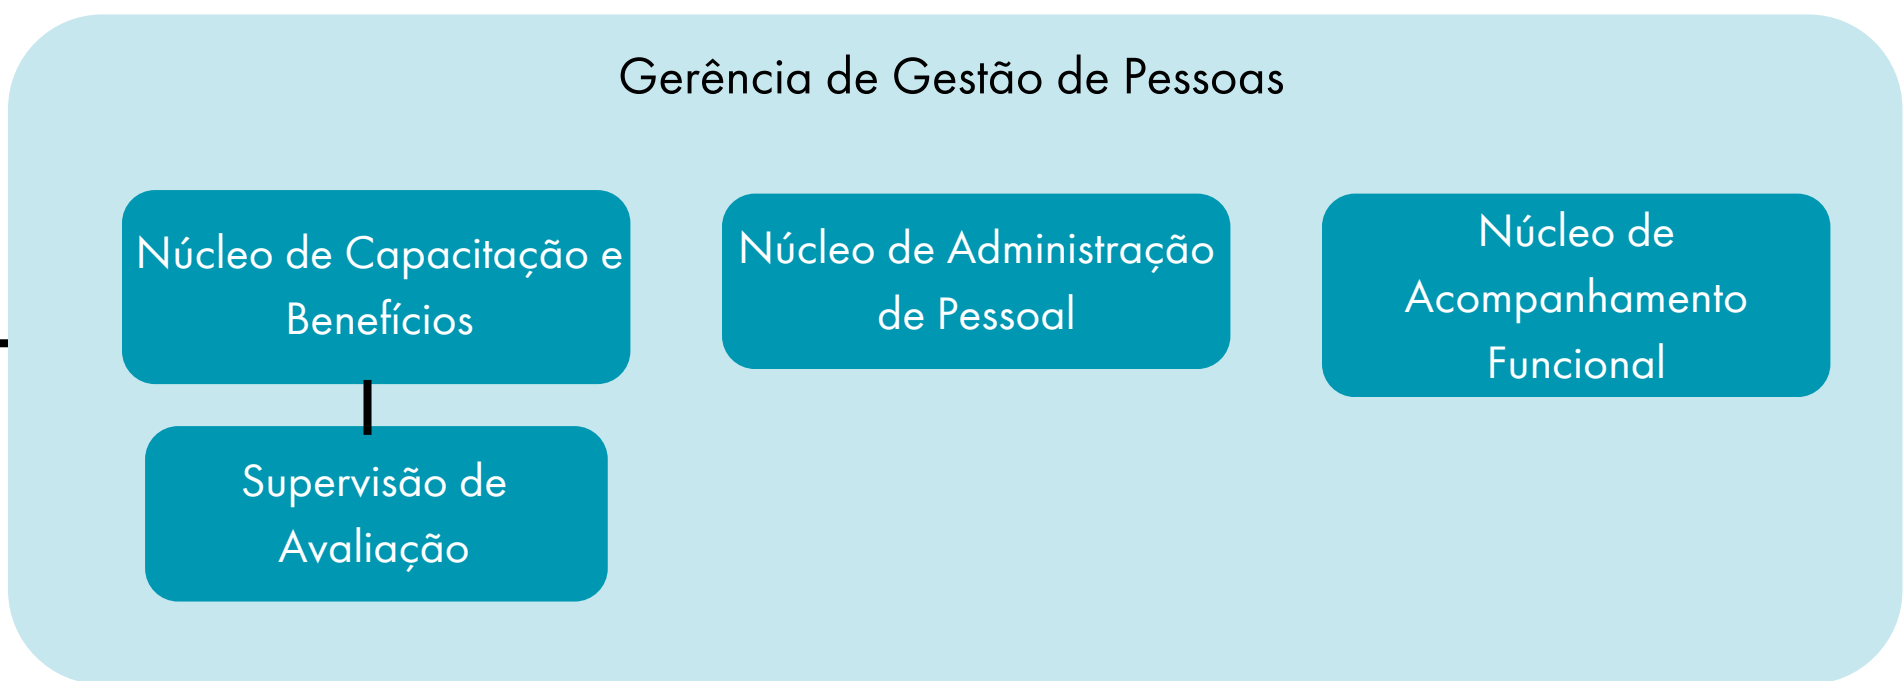 Gerência de Gestão de Pessoas
Núcleo de Capacitação e
Benefícios
Núcleo de Administração
de Pessoal
Núcleo de
Acompanhamento
Funcional
Supervisão de
Avaliação